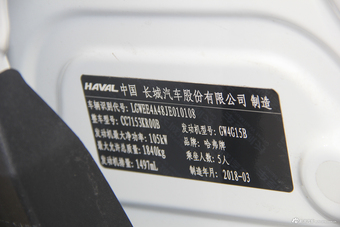 HAVAL 中国 长城汽车股份有限公司 制造
车辆识别代号: LGWEE4A48JE010108
整车型号: CC7153KR00B 发动机型号: GW4G15B
发动机最大净功率: 105kW 品牌: 哈弗牌
最大允许总质量: 1840kg 乘坐人数: 5人
发动机排量: 1497mL 制造年月: 2018-03